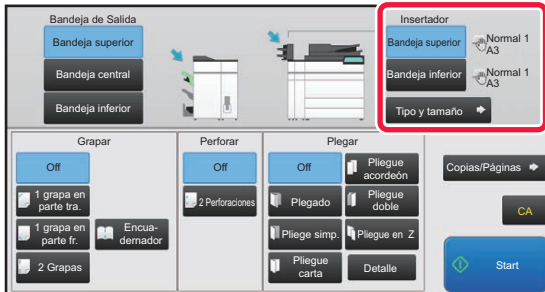 Bandeja de Salida
Bandeja superior
Bandeja central
Bandeja inferior
Insertador
Bandeja superior
Normal 1
A3
Bandeja inferior
Normal 1
A3
Tipo y tamaño
Grapar
Off
1 grapa en
parte tra.
1 grapa en
parte fr.
Encua-
dernador
2 Grapas
Perforar
Off
2 Perforaciones
Plegar
Off
Pliegue
acordeón
Plegado
Pliegue
doble
Pliege simp.
Pliegue en Z
Pliegue
carta
Detalle
Copias/Páginas
CA
Start